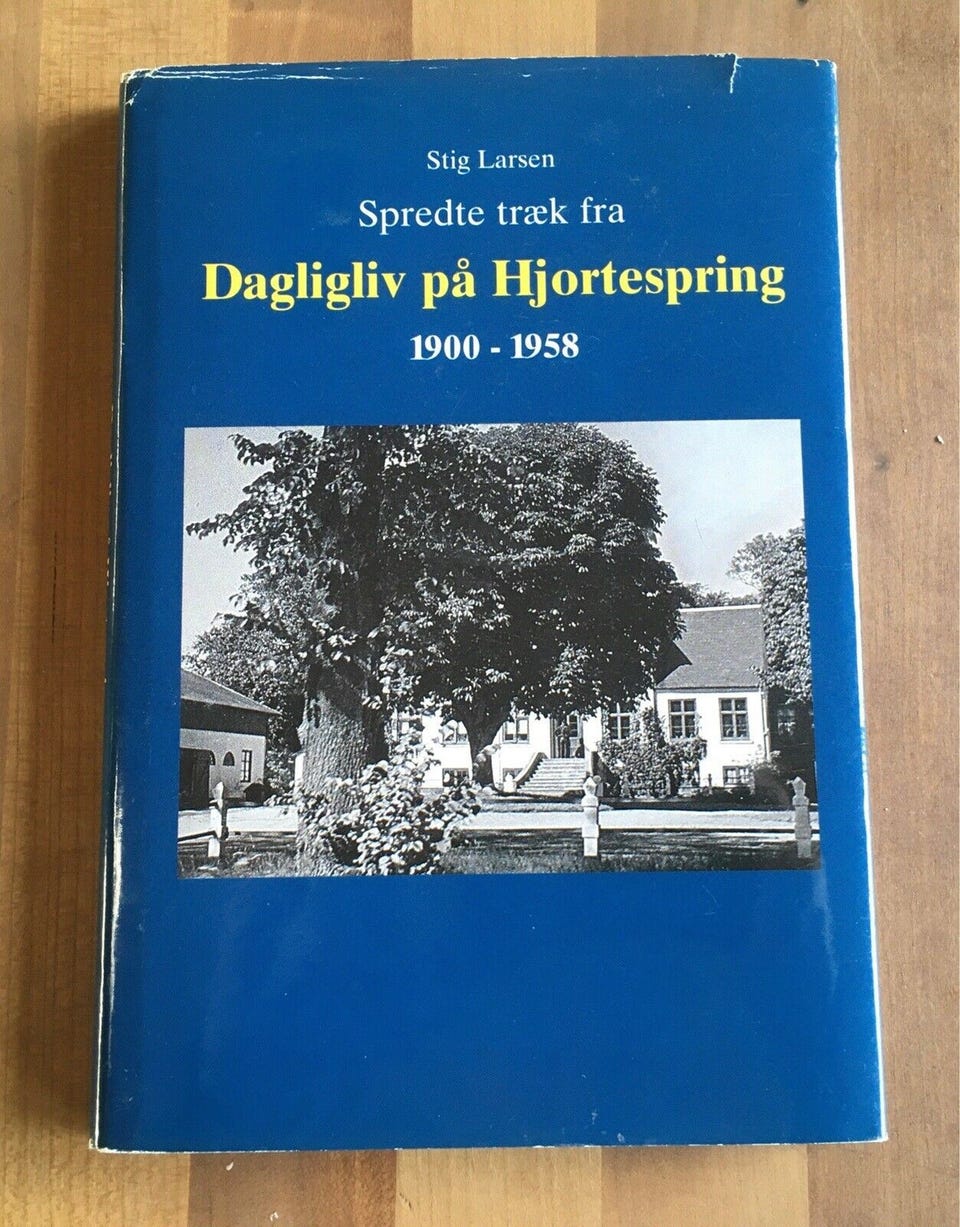 Stig Larsen
Spredte træk fra
Dagligliv på Hjortespring
1900 - 1958